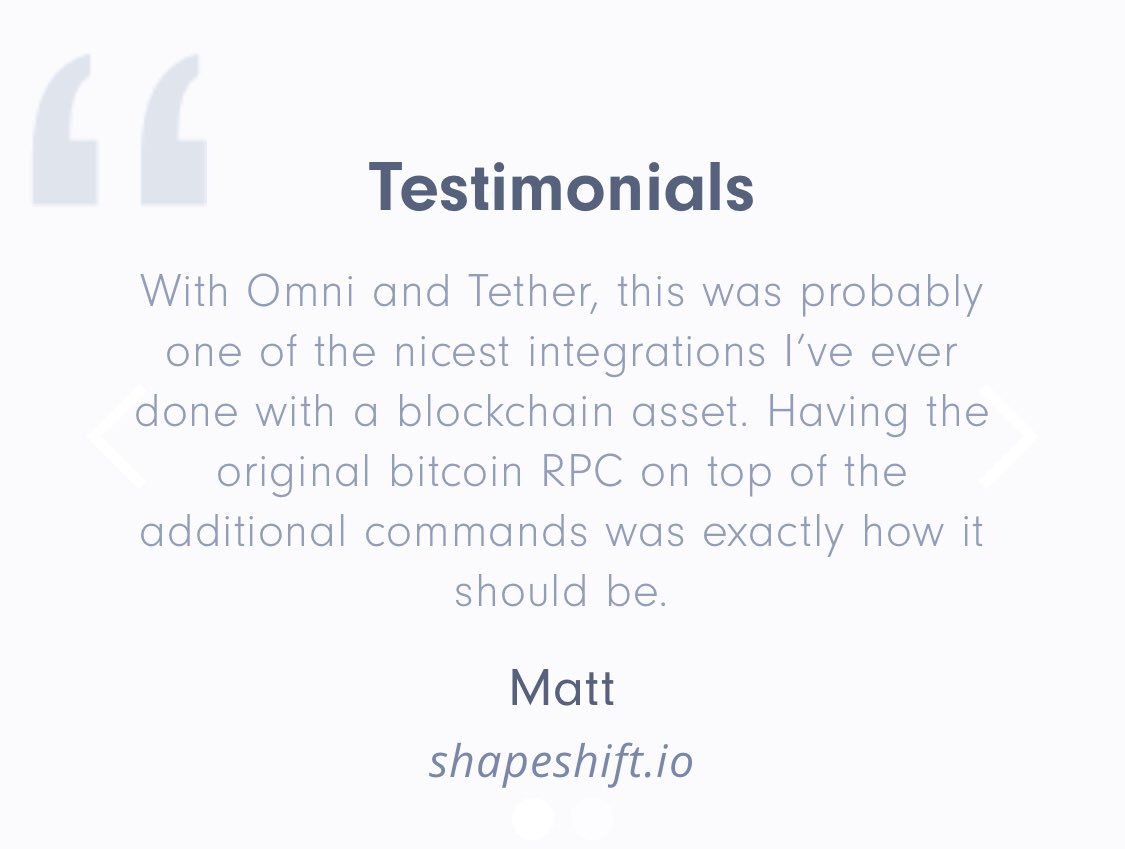 Testimonials
With Omni and Tether, this was probably
one of the nicest integrations I’ve ever
done with a blockchain asset. Having the
original bitcoin RPC on top of the
additional commands was exactly how it
should be.
Matt
shapeshift.io